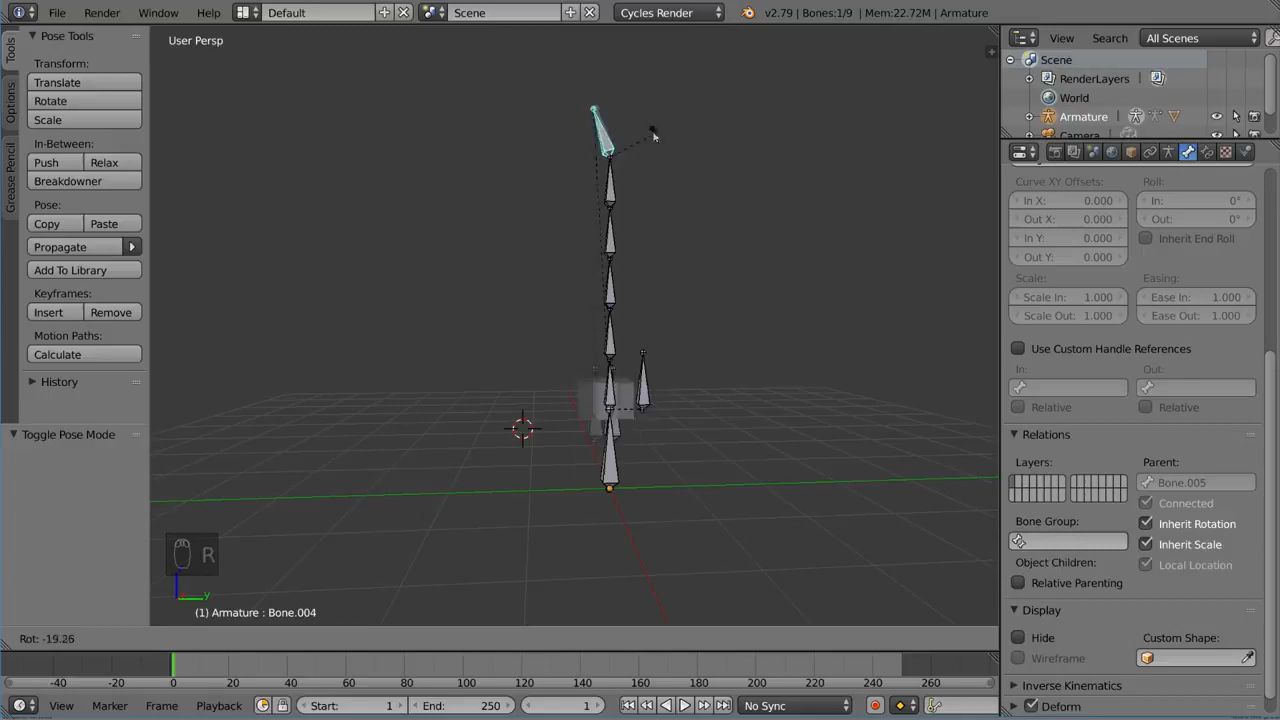 File Render Window Help Default Scene Cycles Render v2.79 | Bones:1/9 | Mem:22.72M | Armature
Pose Tools
Transform:
Translate
Rotate
Scale
In-Between:
Push Relax
Breakdowner
Pose:
Copy Paste
Propagate
Add To Library
Keyframes:
Insert Remove
Motion Paths:
Calculate
History
Toggle Pose Mode
Tools
Options
Grease Pencil
User Persp
R
z
y
(1) Armature : Bone.004
Rot: -19.26
View Search All Scenes
Scene
RenderLayers
World
Armature
Camera
Curve XY Offsets: Roll:
In X: 0.000 In: 0°
Out X: 0.000 Out: 0°
In Y: 0.000 Inherit End Roll
Out Y: 0.000
Scale: Easing:
Scale In: 1.000 Ease In: 1.000
Scale Out: 1.000 Ease Out: 1.000
Use Custom Handle References
In: Out:
Relative Relative
Relations
Layers: Parent:
Bone.005
Connected
Bone Group: Inherit Rotation
Inherit Scale
Object Children: Local Location
Relative Parenting
Display
Hide Custom Shape:
Wireframe
Inverse Kinematics
Deform
-40 -20 0 20 40 60 80 100 120 140 160 180 200 220 240 260
View Marker Frame Playback Start: 1 End: 250 1 No Sync